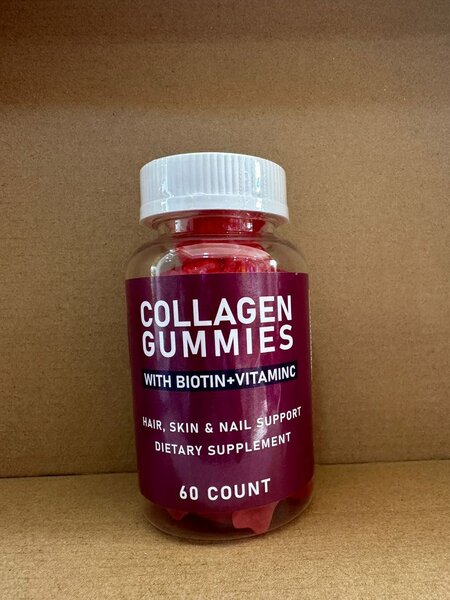 COLLAGEN
GUMMIES
WITH BIOTIN+VITAMINC
HAIR, SKIN & NAIL SUPPORT
DIETARY SUPPLEMENT
60 COUNT